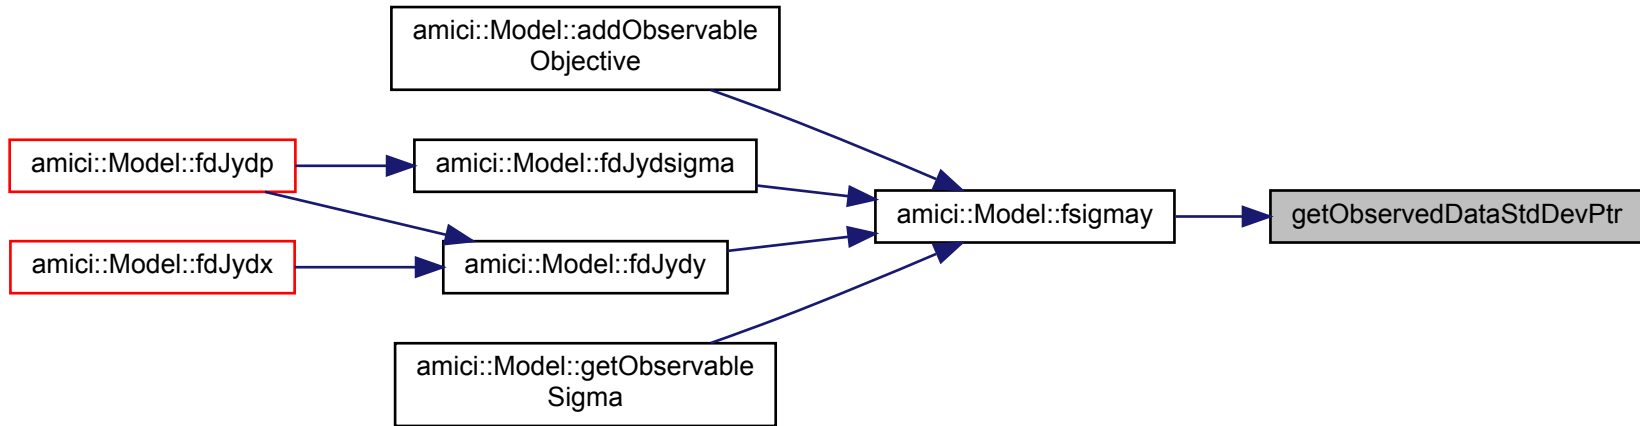 amici::Model::addObservable
Objective
amici::Model::fdJydp
amici::Model::fdJydsigma
amici::Model::fsigmay
getObservedDataStdDevPtr
amici::Model::fdJydx
amici::Model::fdJydy
amici::Model::getObservable
Sigma